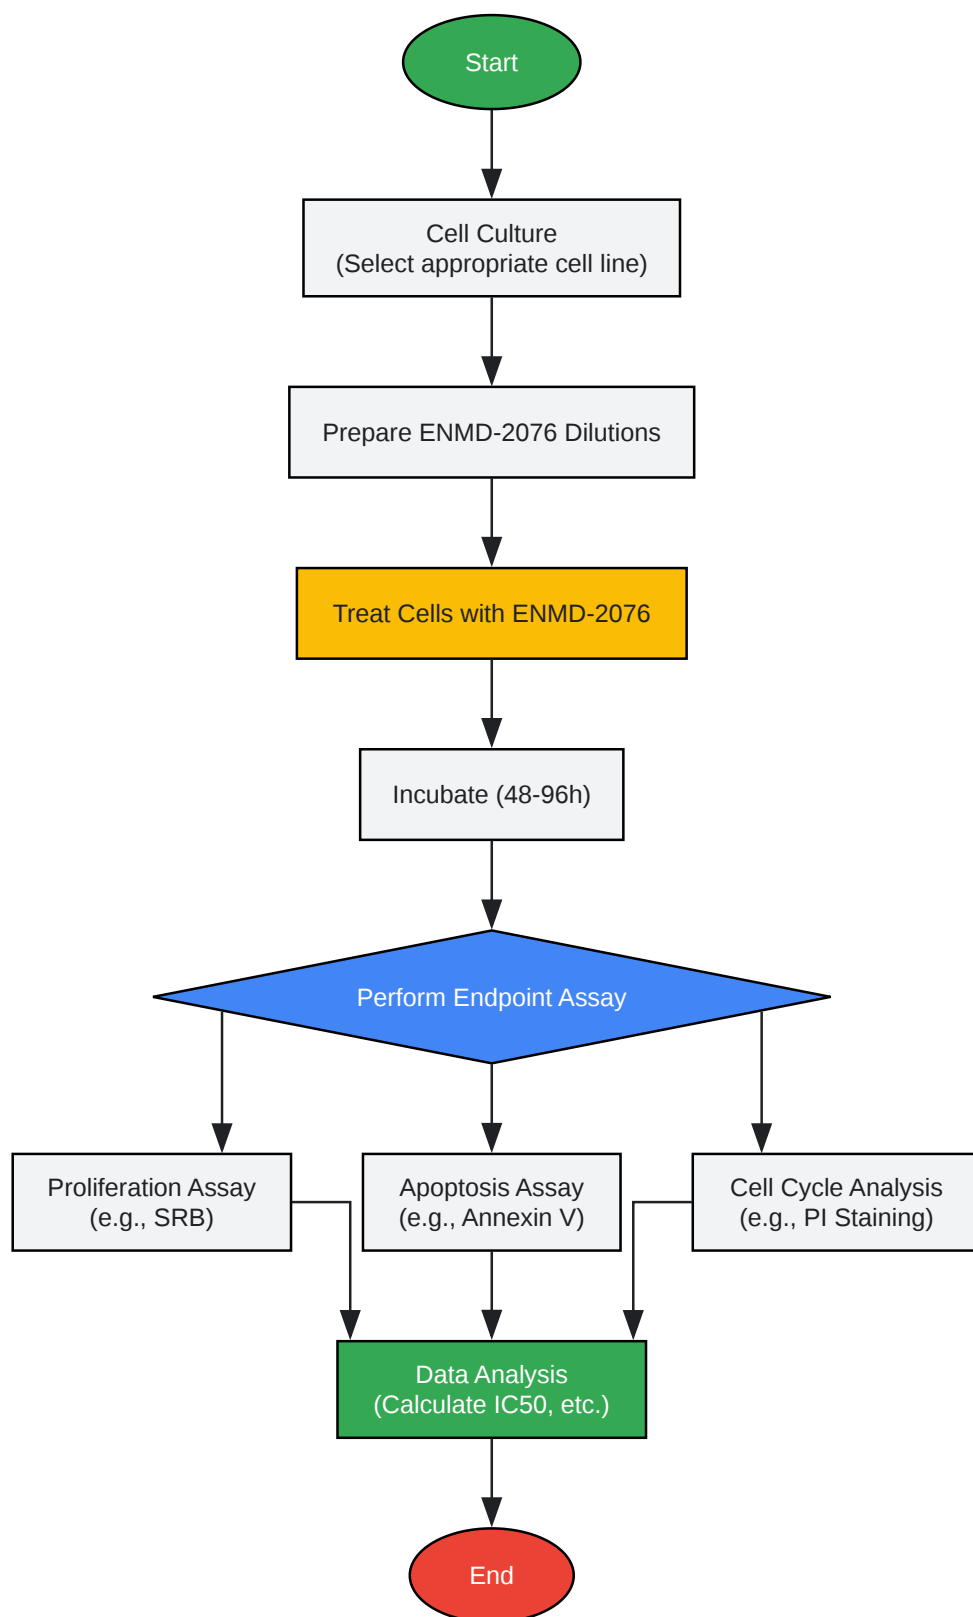 Start
Cell Culture
(Select appropriate cell line)
Prepare ENMD-2076 Dilutions
Treat Cells with ENMD-2076
Incubate (48-96h)
Perform Endpoint Assay
Proliferation Assay
(e.g., SRB)
Apoptosis Assay
(e.g., Annexin V)
Cell Cycle Analysis
(e.g., PI Staining)
Data Analysis
(Calculate IC50, etc.)
End